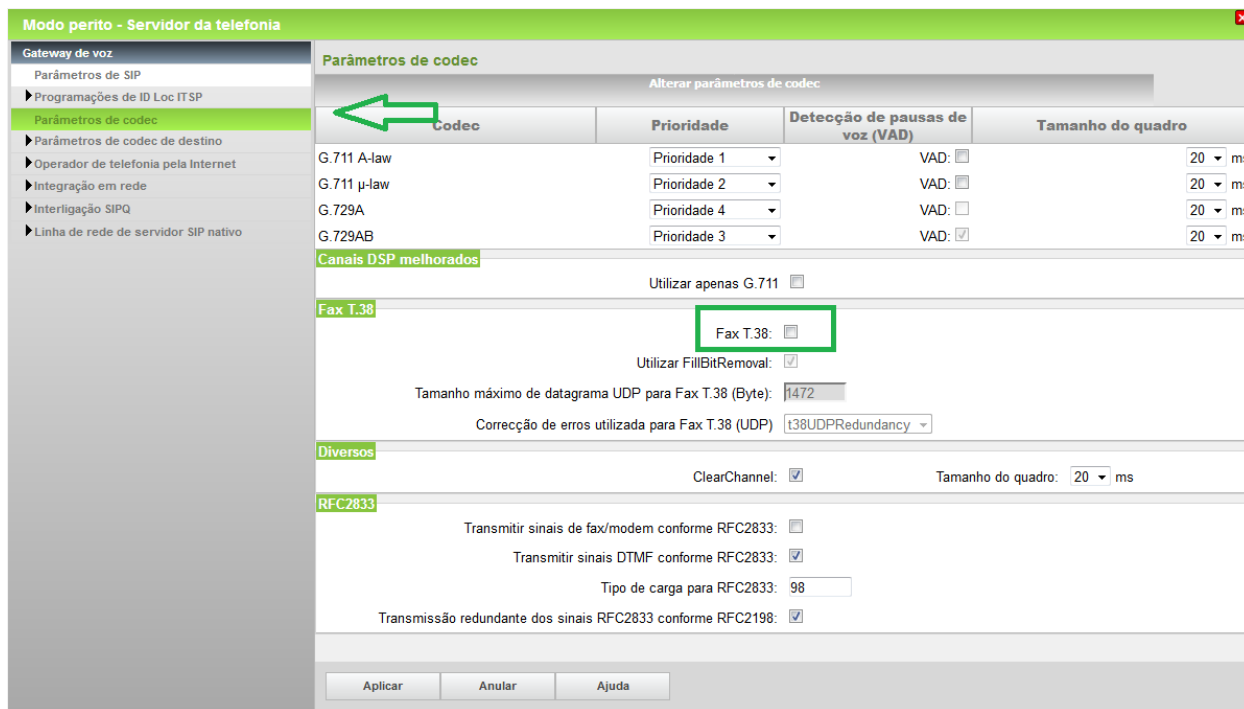 Modo perito - Servidor da telefonia
Gateway de voz
Parâmetros de SIP
Programações de ID Loc ITSP
Parâmetros de codec
Parâmetros de codec de destino
Operador de telefonia pela Internet
Integração em rede
Interligação SIPQ
Linha de rede de servidor SIP nativo
Parâmetros de codec
Alterar parâmetros de codec
Codec Prioridade Detecção de pausas de voz (VAD) Tamanho do quadro
G.711 A-law Prioridade 1 VAD: 20 ms
G.711 µ-law Prioridade 2 VAD: 20 ms
G.729A Prioridade 4 VAD: 20 ms
G.729AB Prioridade 3 VAD: 20 ms
Canais DSP melhorados
Utilizar apenas G.711
Fax T.38
Fax T.38:
Utilizar FillBitRemoval:
Tamanho máximo de datagrama UDP para Fax T.38 (Byte): 1472
Correcção de erros utilizada para Fax T.38 (UDP) t38UDPRedundancy
Diversos
ClearChannel: Tamanho do quadro: 20 ms
RFC2833
Transmitir sinais de fax/modem conforme RFC2833:
Transmitir sinais DTMF conforme RFC2833:
Tipo de carga para RFC2833: 98
Transmissão redundante dos sinais RFC2833 conforme RFC2198:
Aplicar Anular Ajuda